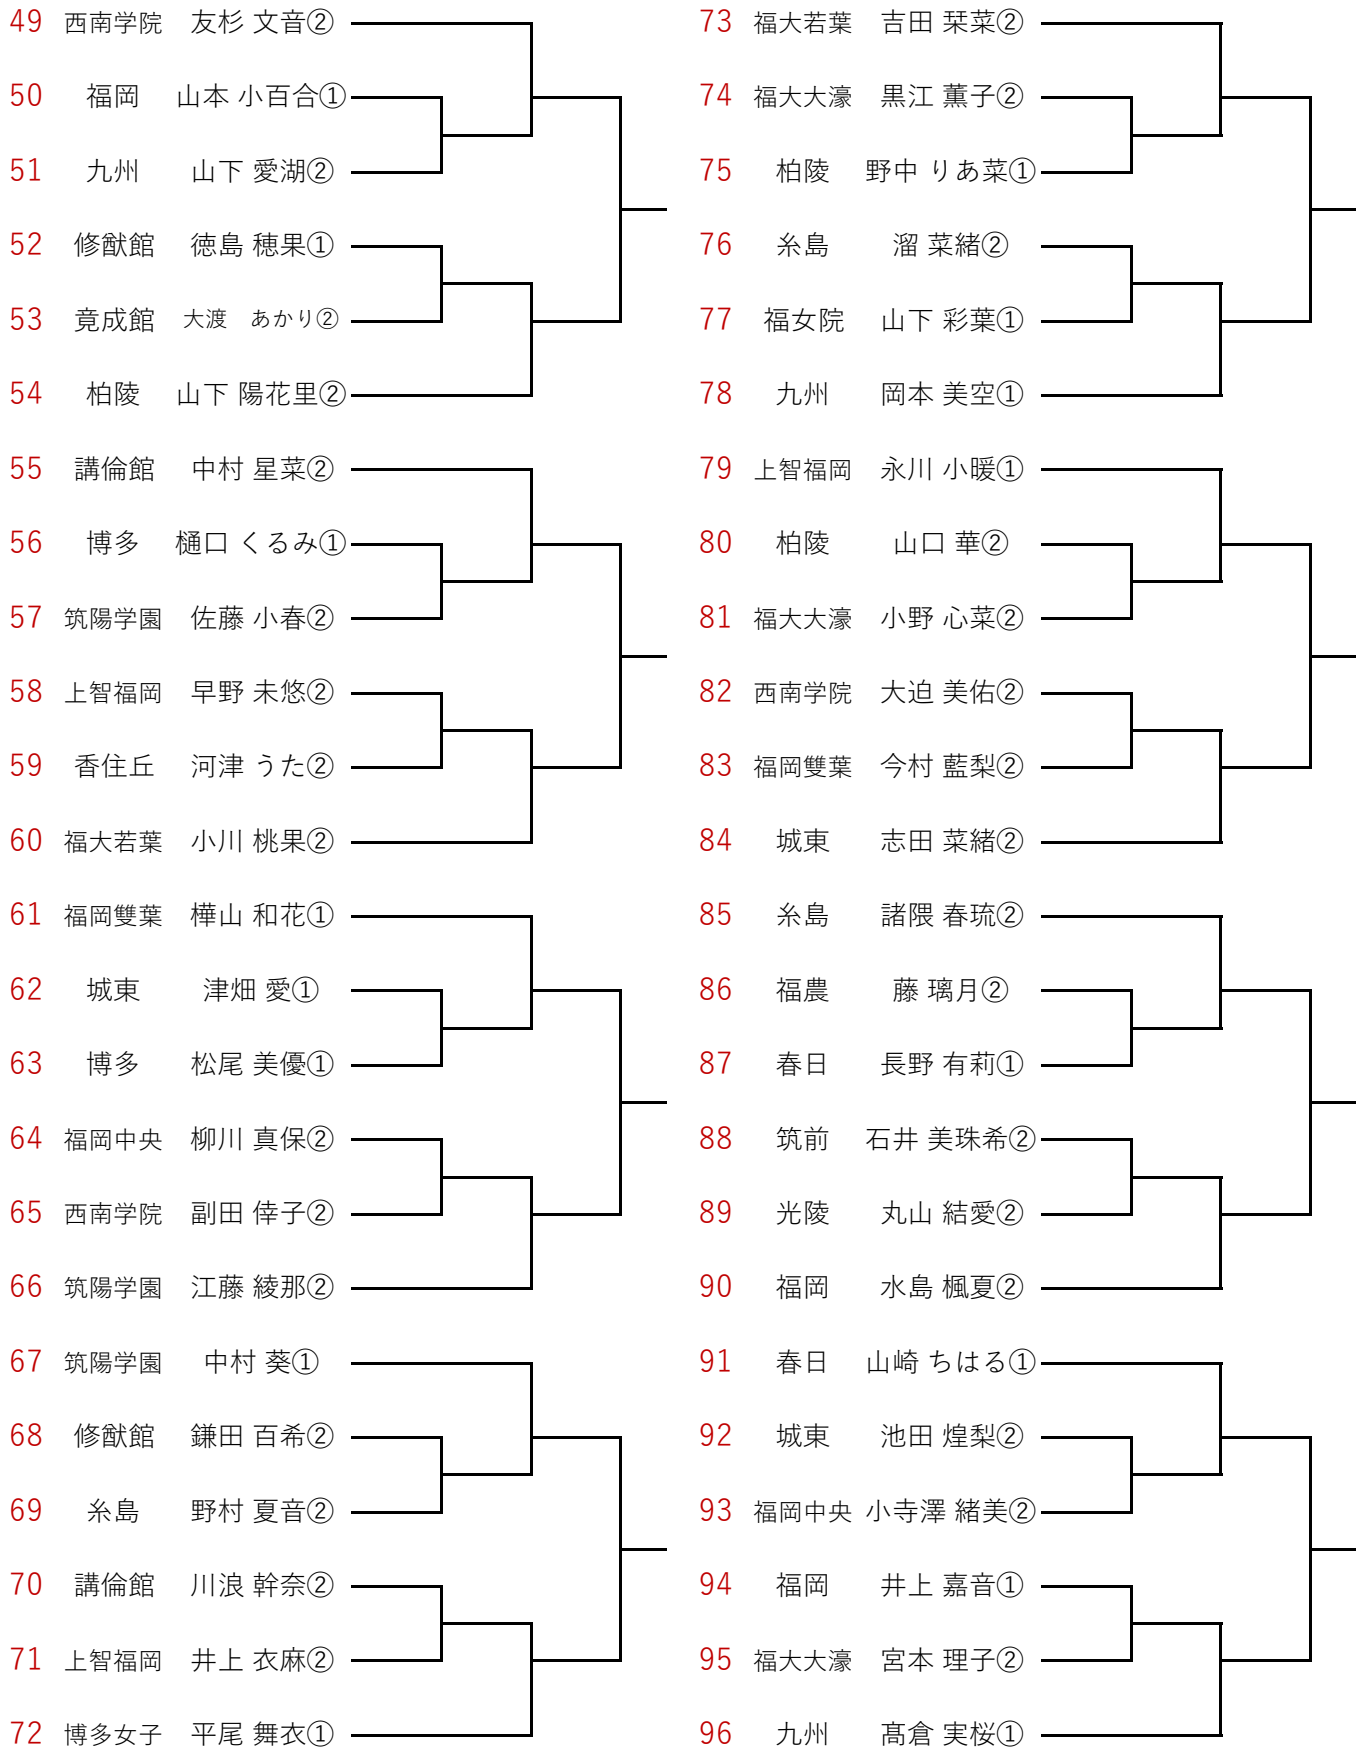 49 西南学院 友杉 文音②
50 福岡 山本 小百合①
51 九州 山下 愛湖②
52 修猷館 徳島 穂果①
53 竟成館 大渡　あかり②
54 柏陵 山下 陽花里②
55 講倫館 中村 星菜②
56 博多 樋口 くるみ①
57 筑陽学園 佐藤 小春②
58 上智福岡 早野 未悠②
59 香住丘 河津 うた②
60 福大若葉 小川 桃果②
61 福岡雙葉 樺山 和花①
62 城東 津畑 愛①
63 博多 松尾 美優①
64 福岡中央 柳川 真保②
65 西南学院 副田 倖子②
66 筑陽学園 江藤 綾那②
67 筑陽学園 中村 葵①
68 修猷館 鎌田 百希②
69 糸島 野村 夏音②
70 講倫館 川浪 幹奈②
71 上智福岡 井上 衣麻②
72 博多女子 平尾 舞衣①
73 福大若葉 吉田 栞菜②
74 福大大濠 黒江 薫子②
75 柏陵 野中 りあ菜①
76 糸島 溜 菜緒②
77 福女院 山下 彩葉①
78 九州 岡本 美空①
79 上智福岡 永川 小暖①
80 柏陵 山口 華②
81 福大大濠 小野 心菜②
82 西南学院 大迫 美佑②
83 福岡雙葉 今村 藍梨②
84 城東 志田 菜緒②
85 糸島 諸隈 春琉②
86 福農 藤 璃月②
87 春日 長野 有莉①
88 筑前 石井 美珠希②
89 光陵 丸山 結愛②
90 福岡 水島 楓夏②
91 春日 山崎 ちはる①
92 城東 池田 煌梨②
93 福岡中央 小寺澤 緒美②
94 福岡 井上 嘉音①
95 福大大濠 宮本 理子②
96 九州 髙倉 実桜①